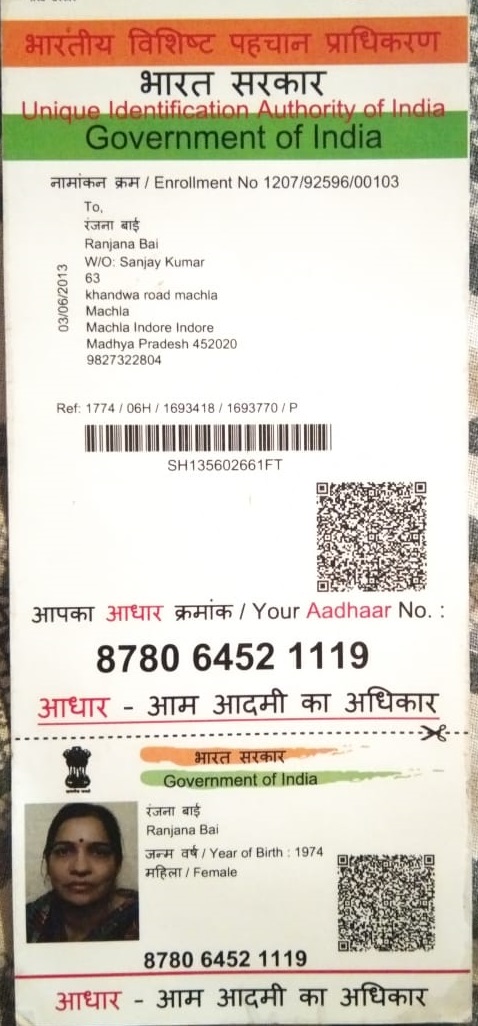 भारतीय विशिष्ट पहचान प्राधिकरण
भारत सरकार
Unique Identification Authority of India
Government of India
नामांकन क्रम / Enrollment No 1207/92596/00103
To,
रंजना बाई
Ranjana Bai
W/O: Sanjay Kumar
63
khandwa road machla
Machla
Machla Indore Indore
Madhya Pradesh 452020
9827322804
03/06/2013
Ref: 1774 / 06H / 1693418 / 1693770 / P
SH135602661FT
आपका आधार क्रमांक / Your Aadhaar No. :
8780 6452 1119
आधार - आम आदमी का अधिकार
भारत सरकार
Government of India
रंजना बाई
Ranjana Bai
जन्म वर्ष / Year of Birth : 1974
महिला / Female
8780 6452 1119
आधार - आम आदमी का अधिकार